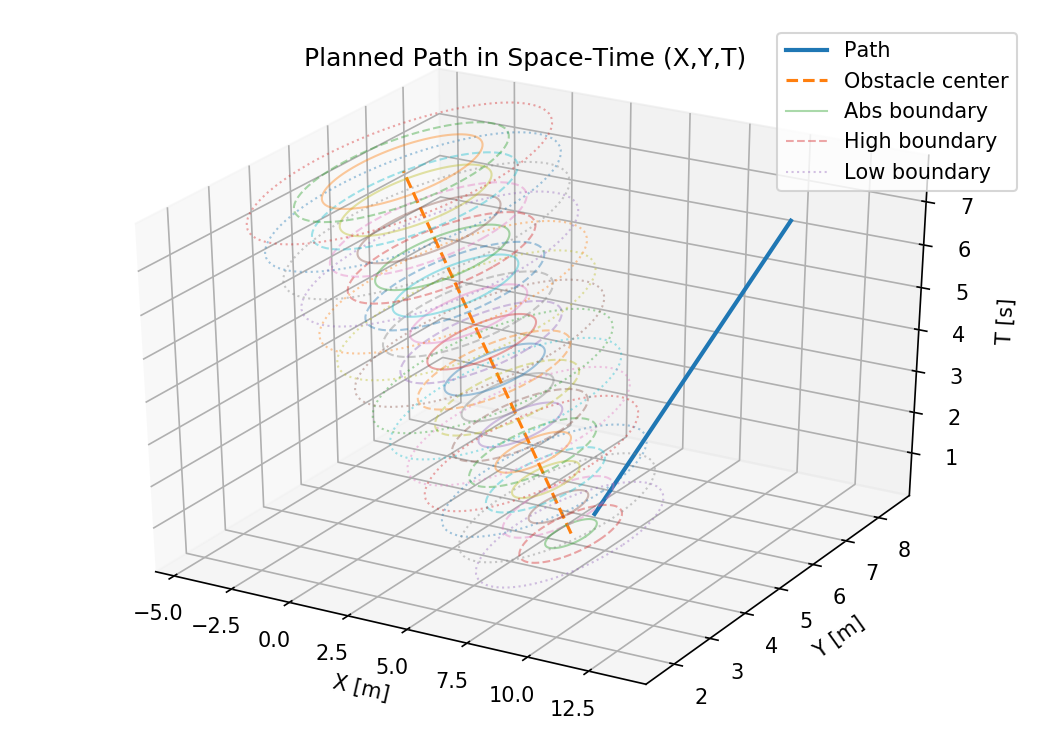 Planned Path in Space-Time (X,Y,T)
Path
Obstacle center
Abs boundary
High boundary
Low boundary
7
6
5
4
3
2
1
T [s]
8
7
6
5
4
3
2
Y [m]
−5.0
−2.5
0.0
2.5
5.0
7.5
10.0
12.5
X [m]